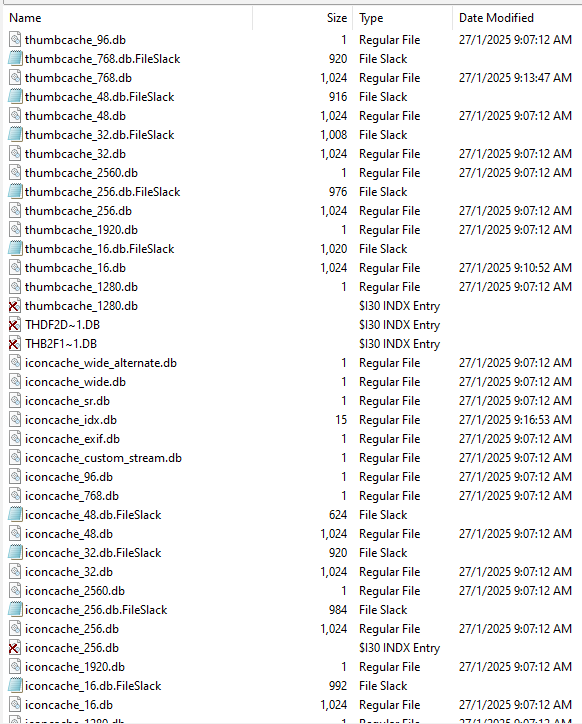 Name Size Type Date Modified
thumbcache_96.db 1 Regular File 27/1/2025 9:07:12 AM
thumbcache_768.db.FileSlack 920 File Slack
thumbcache_768.db 1,024 Regular File 27/1/2025 9:13:47 AM
thumbcache_48.db.FileSlack 916 File Slack
thumbcache_48.db 1,024 Regular File 27/1/2025 9:07:12 AM
thumbcache_32.db.FileSlack 1,008 File Slack
thumbcache_32.db 1,024 Regular File 27/1/2025 9:07:12 AM
thumbcache_2560.db 1 Regular File 27/1/2025 9:07:12 AM
thumbcache_256.db.FileSlack 976 File Slack
thumbcache_256.db 1,024 Regular File 27/1/2025 9:07:12 AM
thumbcache_1920.db 1 Regular File 27/1/2025 9:07:12 AM
thumbcache_16.db.FileSlack 1,020 File Slack
thumbcache_16.db 1,024 Regular File 27/1/2025 9:10:52 AM
thumbcache_1280.db 1 Regular File 27/1/2025 9:07:12 AM
thumbcache_1280.db $I30 INDX Entry
THDF2D~1.DB $I30 INDX Entry
THB2F1~1.DB $I30 INDX Entry
iconcache_wide_alternate.db 1 Regular File 27/1/2025 9:07:12 AM
iconcache_wide.db 1 Regular File 27/1/2025 9:07:12 AM
iconcache_sr.db 1 Regular File 27/1/2025 9:07:12 AM
iconcache_idx.db 15 Regular File 27/1/2025 9:16:53 AM
iconcache_exif.db 1 Regular File 27/1/2025 9:07:12 AM
iconcache_custom_stream.db 1 Regular File 27/1/2025 9:07:12 AM
iconcache_96.db 1 Regular File 27/1/2025 9:07:12 AM
iconcache_768.db 1 Regular File 27/1/2025 9:07:12 AM
iconcache_48.db.FileSlack 624 File Slack
iconcache_48.db 1,024 Regular File 27/1/2025 9:07:12 AM
iconcache_32.db.FileSlack 920 File Slack
iconcache_32.db 1,024 Regular File 27/1/2025 9:07:12 AM
iconcache_2560.db 1 Regular File 27/1/2025 9:07:12 AM
iconcache_256.db.FileSlack 984 File Slack
iconcache_256.db 1,024 Regular File 27/1/2025 9:07:12 AM
iconcache_256.db $I30 INDX Entry
iconcache_1920.db 1 Regular File 27/1/2025 9:07:12 AM
iconcache_16.db.FileSlack 992 File Slack
iconcache_16.db 1,024 Regular File 27/1/2025 9:07:12 AM
iconcache_1280.db 1 Regular File 27/1/2025 9:07:12 AM